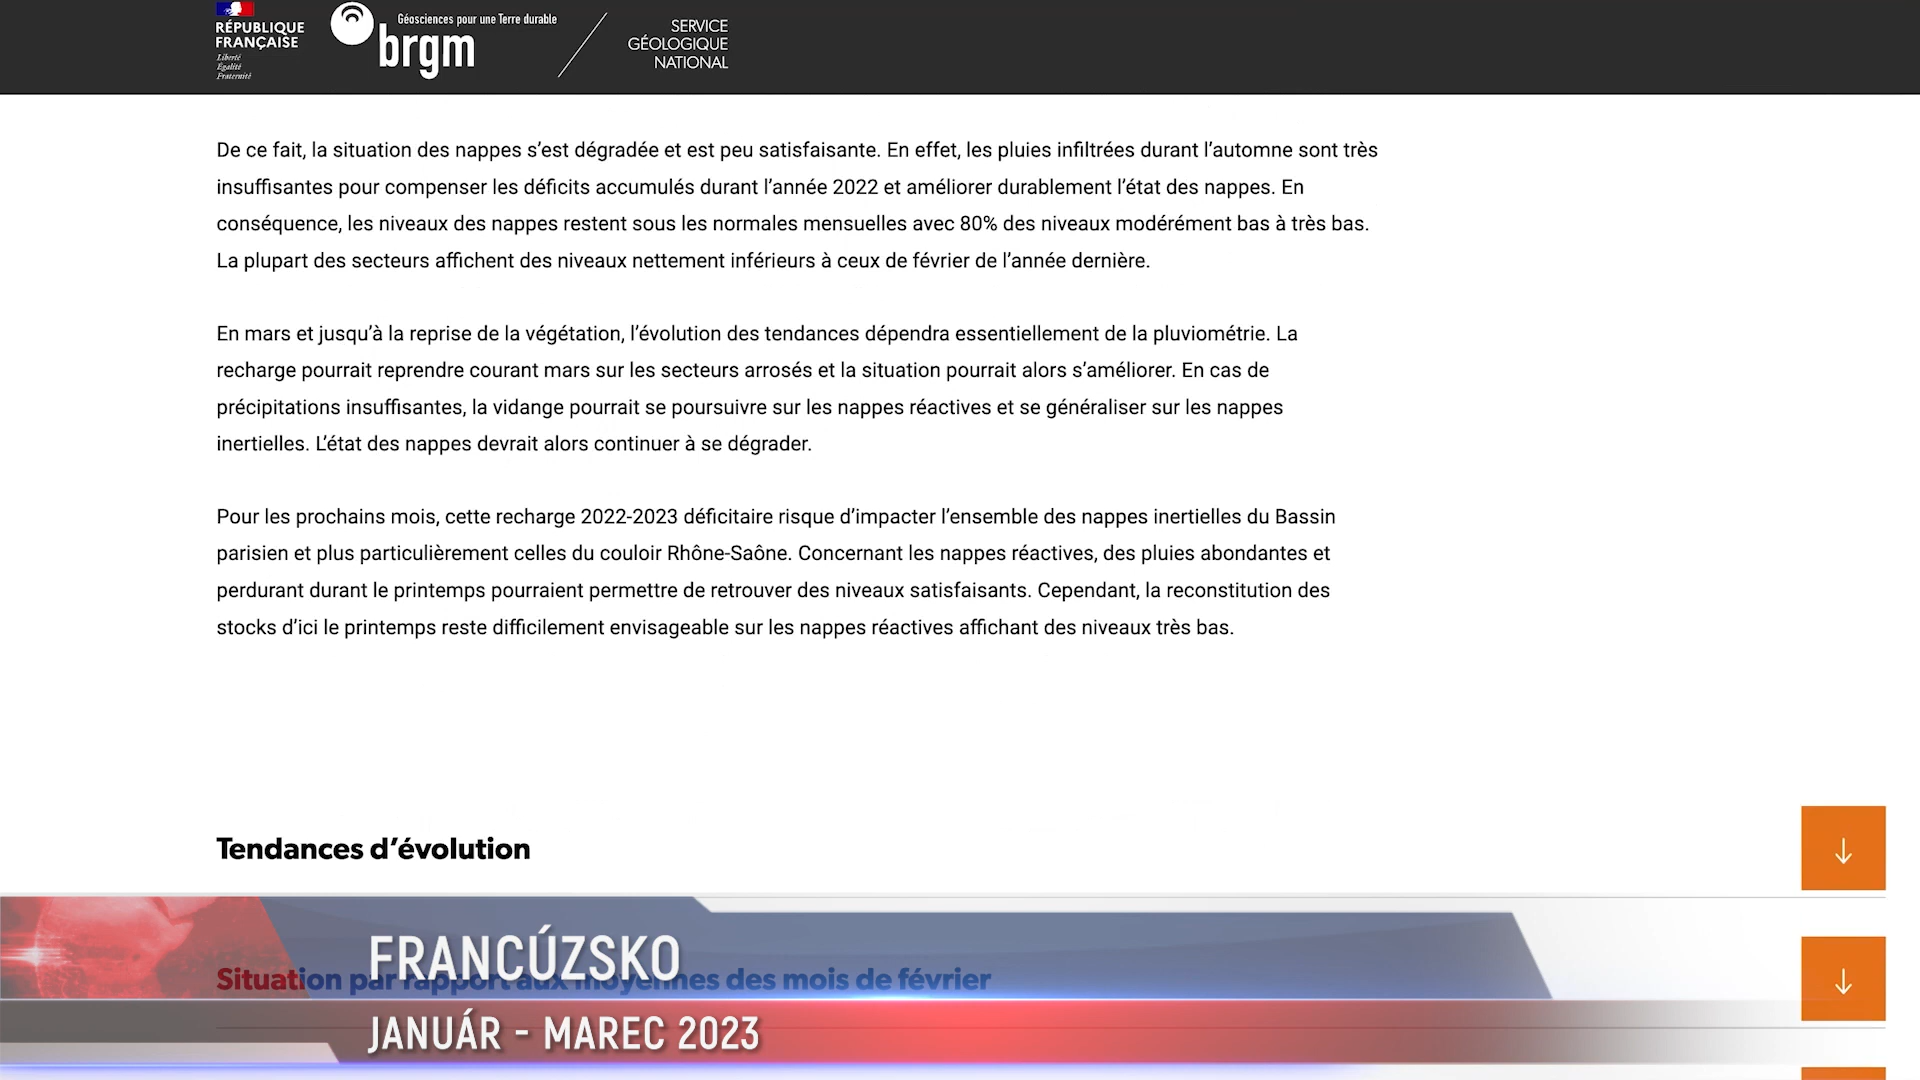 RÉPUBLIQUE
FRANÇAISE
Liberté
Égalité
Fraternité
Géosciences pour une Terre durable
brgm
SERVICE
GÉOLOGIQUE
NATIONAL
De ce fait, la situation des nappes s’est dégradée et est peu satisfaisante. En effet, les pluies infiltrées durant l’automne sont très
insuffisantes pour compenser les déficits accumulés durant l’année 2022 et améliorer durablement l’état des nappes. En
conséquence, les niveaux des nappes restent sous les normales mensuelles avec 80% des niveaux modérément bas à très bas.
La plupart des secteurs affichent des niveaux nettement inférieurs à ceux de février de l’année dernière.
En mars et jusqu’à la reprise de la végétation, l’évolution des tendances dépendra essentiellement de la pluviométrie. La
recharge pourrait reprendre courant mars sur les secteurs arrosés et la situation pourrait alors s’améliorer. En cas de
précipitations insuffisantes, la vidange pourrait se poursuivre sur les nappes réactives et se généraliser sur les nappes
inertielles. L’état des nappes devrait alors continuer à se dégrader.
Pour les prochains mois, cette recharge 2022-2023 déficitaire risque d’impacter l’ensemble des nappes inertielles du Bassin
parisien et plus particulièrement celles du couloir Rhône-Saône. Concernant les nappes réactives, des pluies abondantes et
perdurant durant le printemps pourraient permettre de retrouver des niveaux satisfaisants. Cependant, la reconstitution des
stocks d’ici le printemps reste difficilement envisageable sur les nappes réactives affichant des niveaux très bas.
Tendances d’évolution
FRANCÚZSKO
Situation par rapport aux moyennes des mois de février
JANUÁR - MAREC 2023